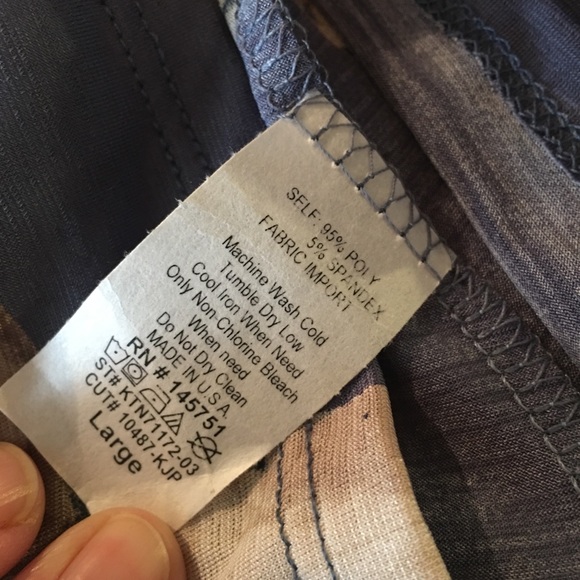 SELF: 95% POLY
5% SPANDEX
FABRIC IMPORT
Machine Wash Cold
Tumble Dry Low
Cool Iron When Need
Only Non-Chlorine Bleach
When need
Do Not Dry Clean
MADE IN U.S.A.
RN# 145751
ST# KTN71172-03
CUT# 10487-KJP
Large